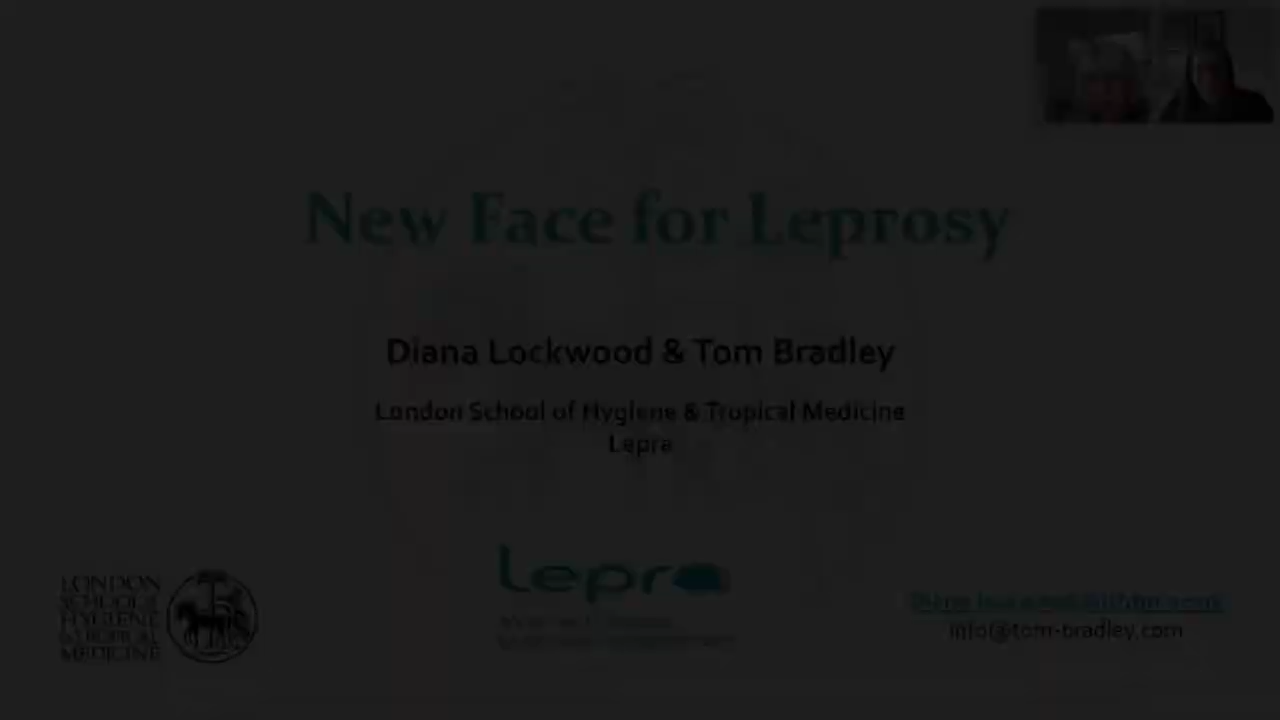 New Face for Leprosy
Diana Lockwood & Tom Bradley
London School of Hygiene & Tropical Medicine
Lepra
Lepra
LONDON
SCHOOL of
HYGIENE
& TROPICAL
MEDICINE
info@tom-bradley.com